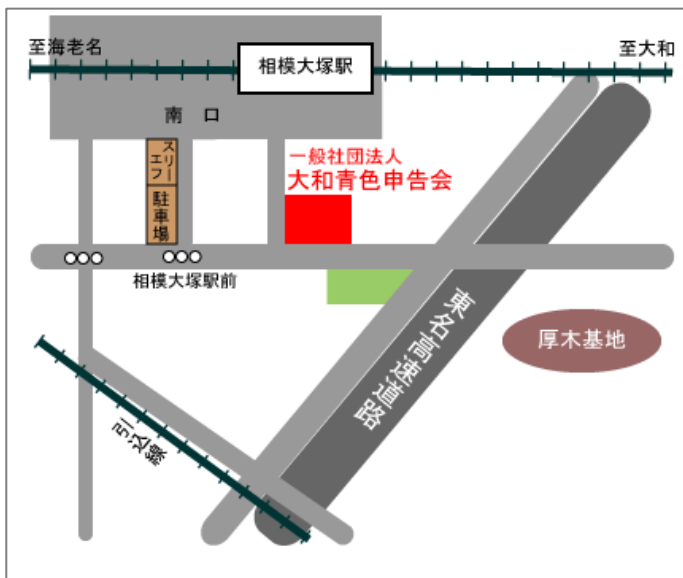 至海老名
至大和
相模大塚駅
南 口
スリーエフ
駐車場
一般社団法人
大和青色申告会
相模大塚駅前
東名高速道路
厚木基地
引込線